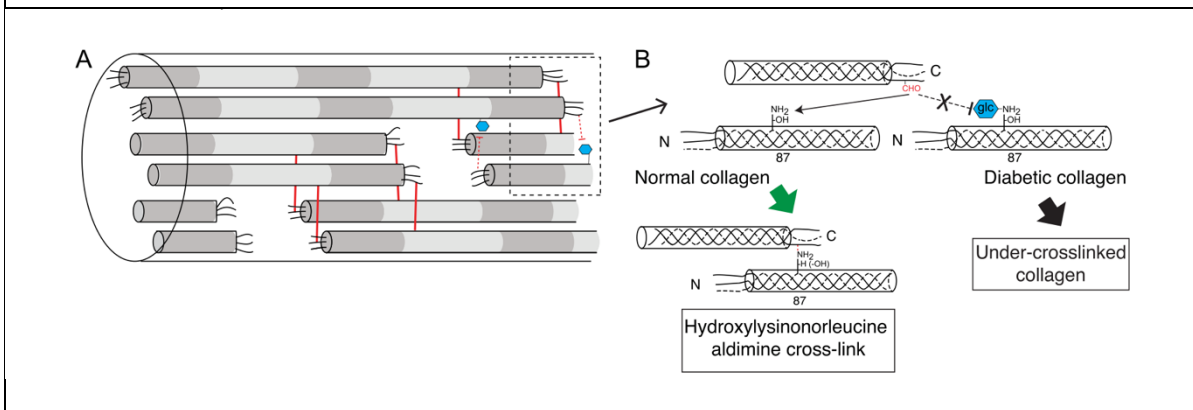 A
B
C
CHO
NH2
-OH
glc
-NH2
-OH
N
87
N
87
Normal collagen
Diabetic collagen
C
NH2
-H (-OH)
N
87
Under-crosslinked
collagen
Hydroxylysinonorleucine
aldimine cross-link